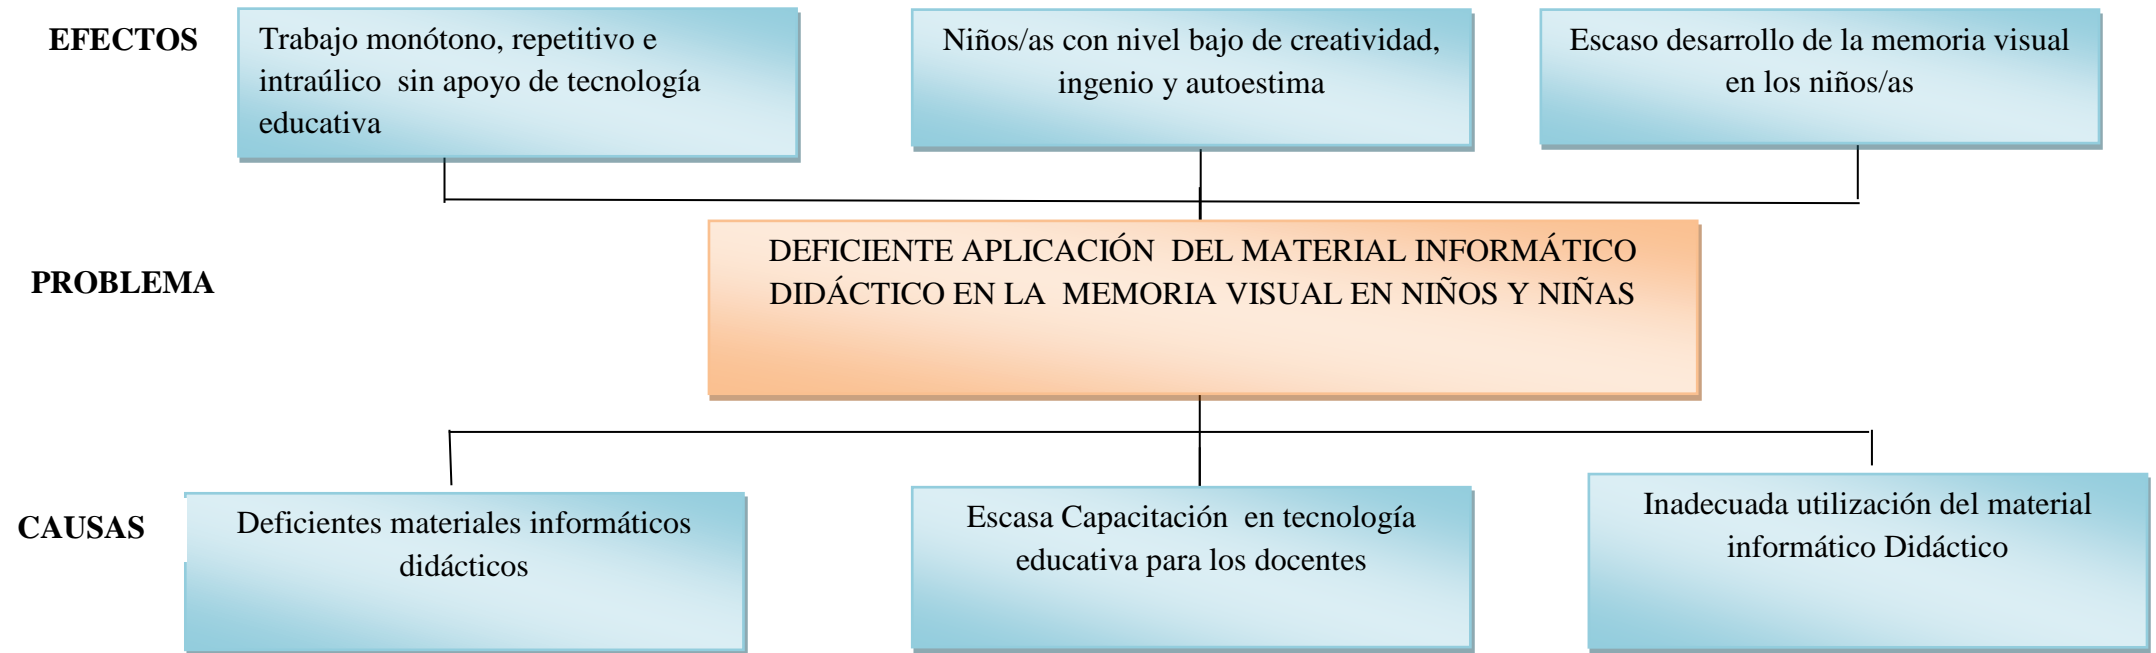 EFECTOS
Trabajo monótono, repetitivo e
intraúlico sin apoyo de tecnología
educativa
Niños/as con nivel bajo de creatividad,
ingenio y autoestima
Escaso desarrollo de la memoria visual
en los niños/as
PROBLEMA
DEFICIENTE APLICACIÓN DEL MATERIAL INFORMÁTICO
DIDÁCTICO EN LA MEMORIA VISUAL EN NIÑOS Y NIÑAS
CAUSAS
Deficientes materiales informáticos
didácticos
Escasa Capacitación en tecnología
educativa para los docentes
Inadecuada utilización del material
informático Didáctico